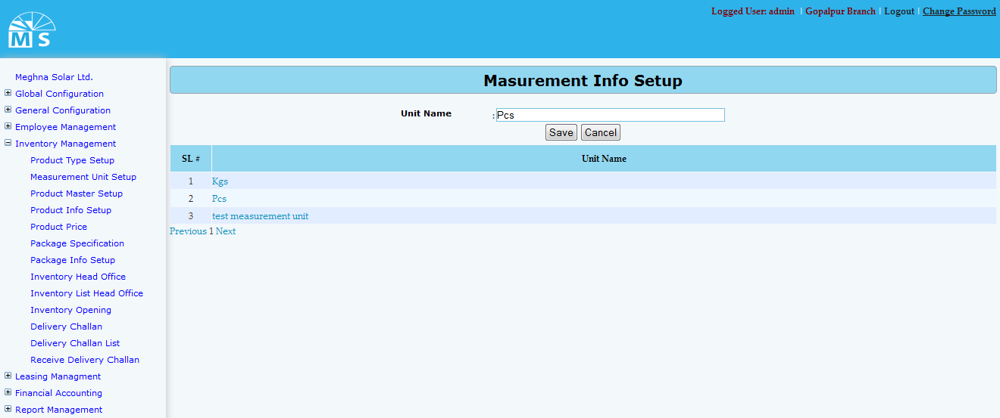 Logged User: admin | Gopalpur Branch | Logout | Change Password
MS
Meghna Solar Ltd.
Global Configuration
General Configuration
Employee Management
Inventory Management
Product Type Setup
Measurement Unit Setup
Product Master Setup
Product Info Setup
Product Price
Package Specification
Package Info Setup
Inventory Head Office
Inventory List Head Office
Inventory Opening
Delivery Challan
Delivery Challan List
Receive Delivery Challan
Leasing Managment
Financial Accounting
Report Management
Masurement Info Setup
Unit Name : Pcs
Save Cancel
SL # Unit Name
1 Kgs
2 Pcs
3 test measurement unit
Previous 1 Next